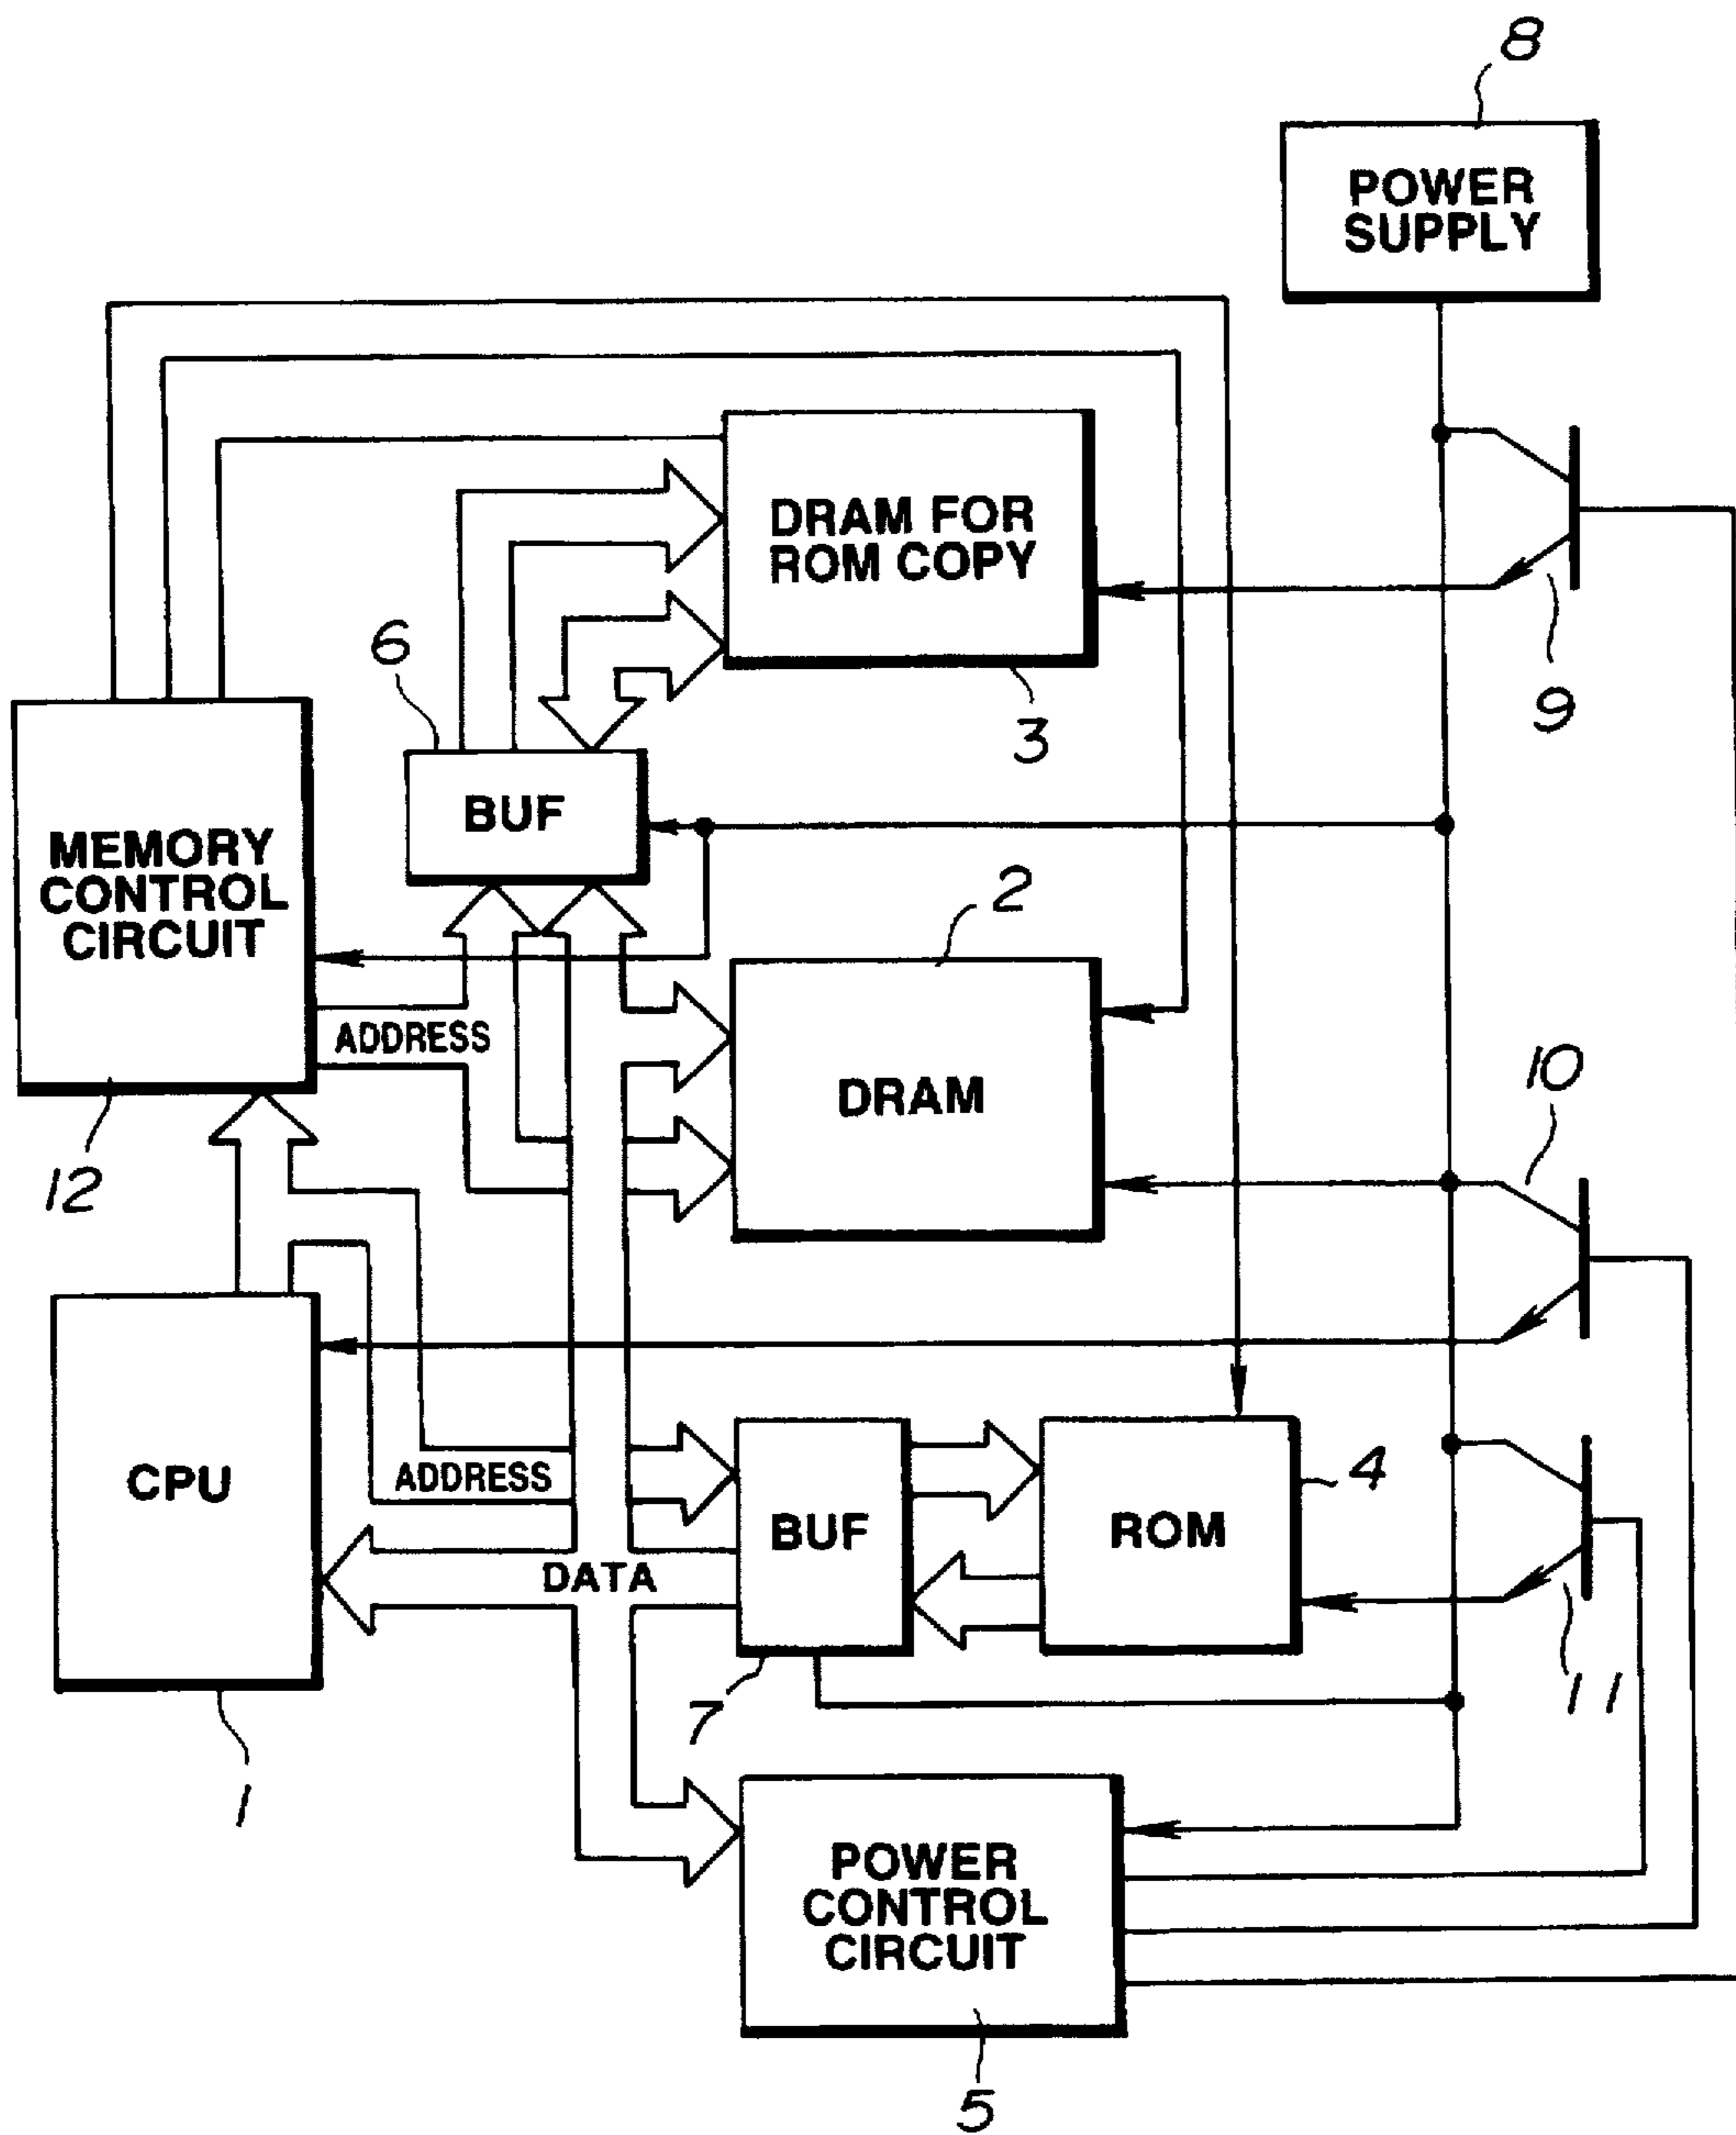 8
POWER
SUPPLY
DRAM FOR
ROM COPY
6
3
9
BUF
MEMORY
CONTROL
CIRCUIT
2
ADDRESS
DRAM
10
12
CPU
ADDRESS
BUF
ROM
4
DATA
7
11
1
POWER
CONTROL
CIRCUIT
5